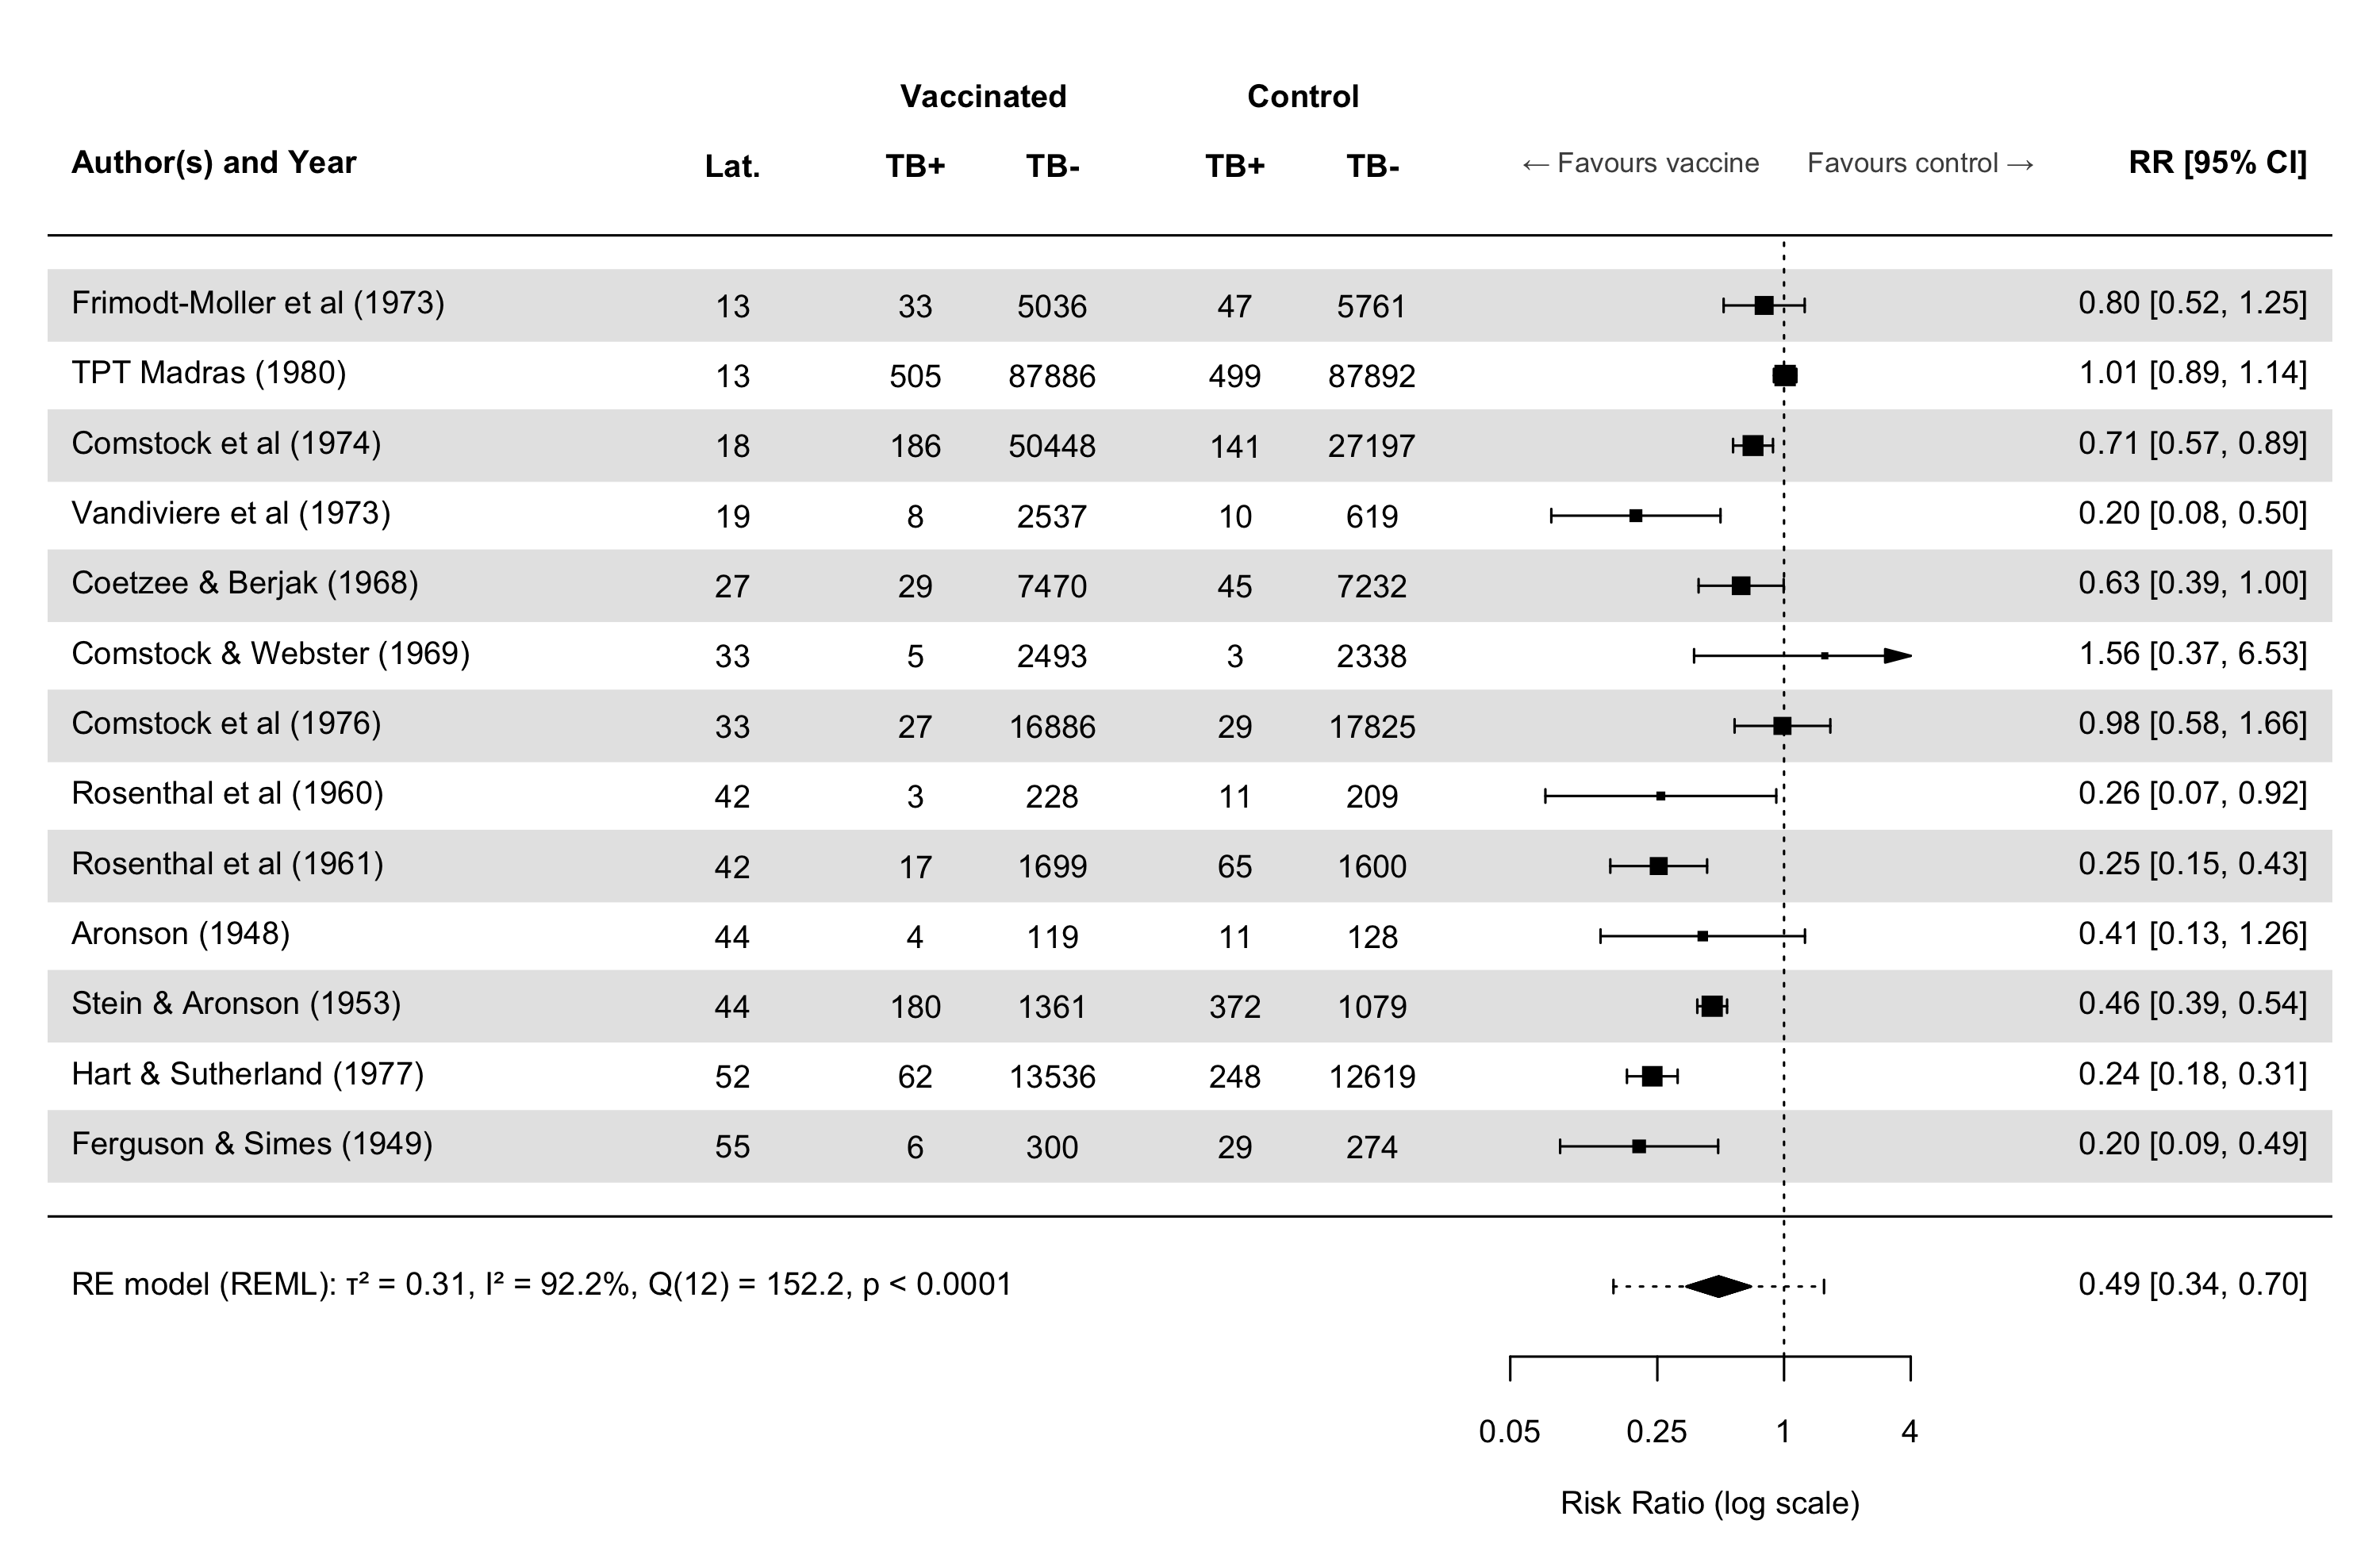 Vaccinated Control
Author(s) and Year Lat. TB+ TB- TB+ TB- ← Favours vaccine Favours control → RR [95% CI]
Frimodt-Moller et al (1973) 13 33 5036 47 5761 0.80 [0.52, 1.25]
TPT Madras (1980) 13 505 87886 499 87892 1.01 [0.89, 1.14]
Comstock et al (1974) 18 186 50448 141 27197 0.71 [0.57, 0.89]
Vandiviere et al (1973) 19 8 2537 10 619 0.20 [0.08, 0.50]
Coetzee & Berjak (1968) 27 29 7470 45 7232 0.63 [0.39, 1.00]
Comstock & Webster (1969) 33 5 2493 3 2338 1.56 [0.37, 6.53]
Comstock et al (1976) 33 27 16886 29 17825 0.98 [0.58, 1.66]
Rosenthal et al (1960) 42 3 228 11 209 0.26 [0.07, 0.92]
Rosenthal et al (1961) 42 17 1699 65 1600 0.25 [0.15, 0.43]
Aronson (1948) 44 4 119 11 128 0.41 [0.13, 1.26]
Stein & Aronson (1953) 44 180 1361 372 1079 0.46 [0.39, 0.54]
Hart & Sutherland (1977) 52 62 13536 248 12619 0.24 [0.18, 0.31]
Ferguson & Simes (1949) 55 6 300 29 274 0.20 [0.09, 0.49]
RE model (REML): τ² = 0.31, I² = 92.2%, Q(12) = 152.2, p < 0.0001 0.49 [0.34, 0.70]
0.05 0.25 1 4
Risk Ratio (log scale)